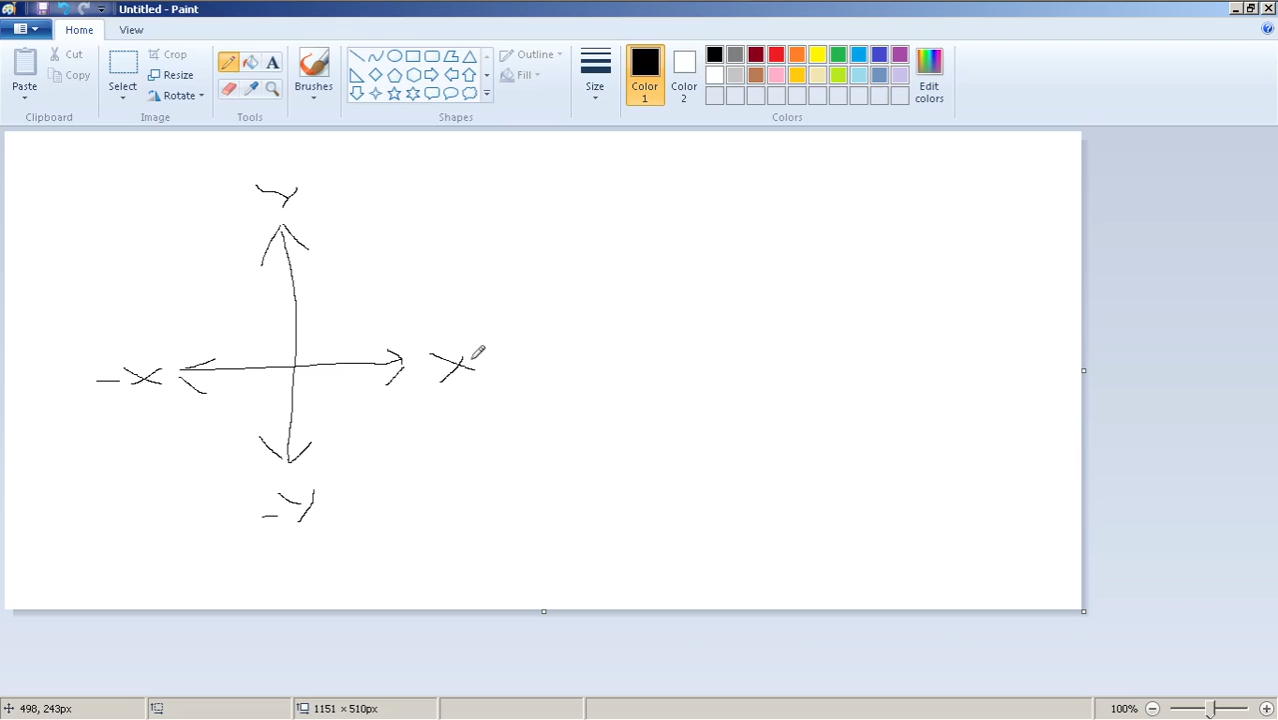 Untitled - Paint
Home View
Paste
Cut
Copy
Clipboard
Select
Crop
Resize
Rotate
Image
A
Tools
Brushes
Shapes
Outline
Fill
Size
Color 1
Color 2
Edit colors
Colors
y
-x x
-y
498, 243px
1151 × 510px
100%